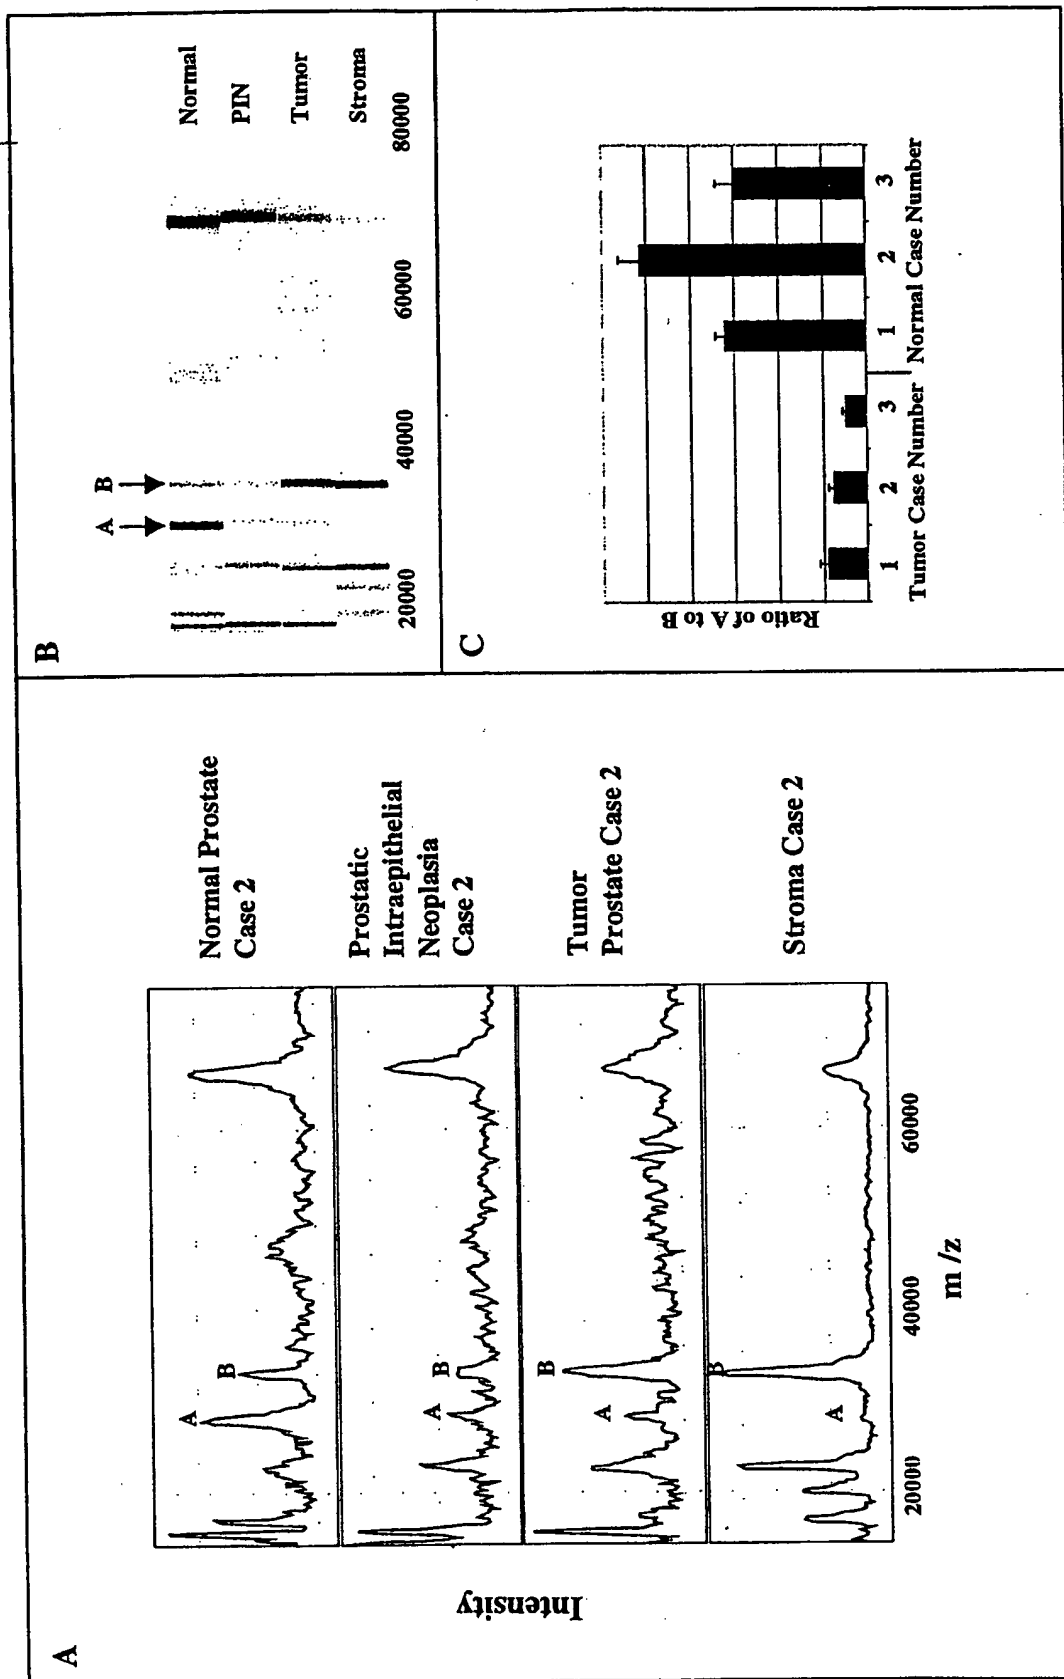 A
Intensity
A
B
Normal Prostate
Case 2
A
B
Prostatic
Intraepithelial
Neoplasia
Case 2
A
B
Tumor
Prostate Case 2
A
B
Stroma Case 2
20000
40000
60000
m/z
B
A
B
Normal
PIN
Tumor
Stroma
20000
40000
60000
80000
C
Ratio of A to B
1
2
3
1
2
3
Tumor Case Number
Normal Case Number